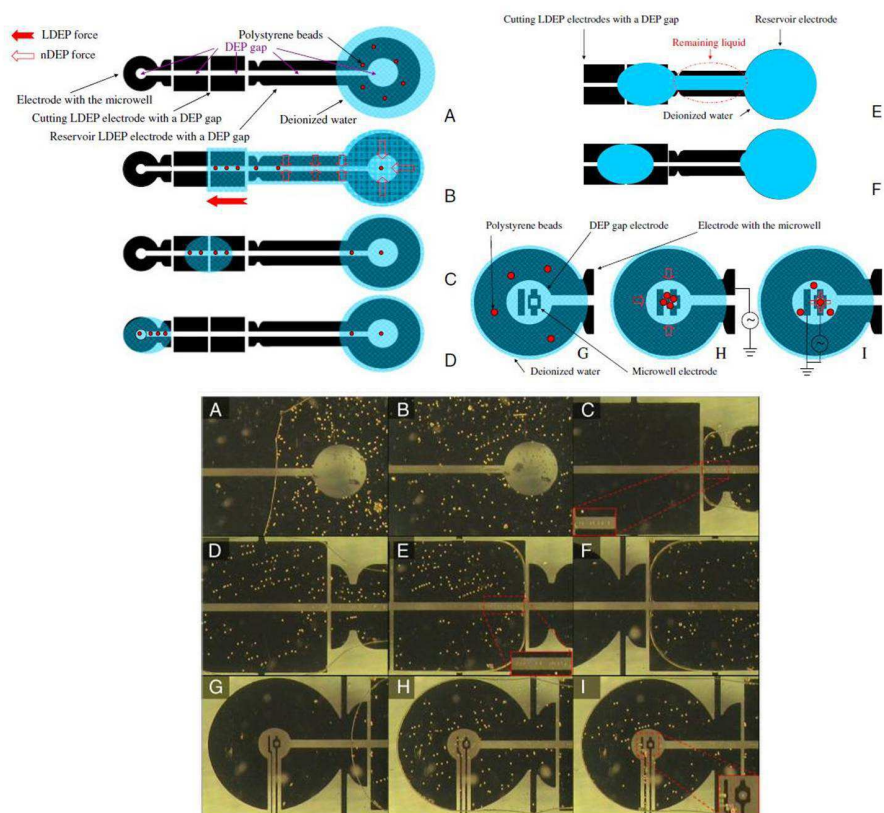 LDEP force
nDEP force
Polystyrene beads
DEP gap
Electrode with the microwell
Cutting LDEP electrode with a DEP gap
Reservoir LDEP electrode with a DEP gap
Deionized water
A
B
C
D
Cutting LDEP electrodes with a DEP gap
Reservoir electrode
Remaining liquid
Deionized water
E
F
Polystyrene beads
DEP gap electrode
Electrode with the microwell
G
H
I
Deionized water
Microwell electrode
A
B
C
D
E
F
G
H
I